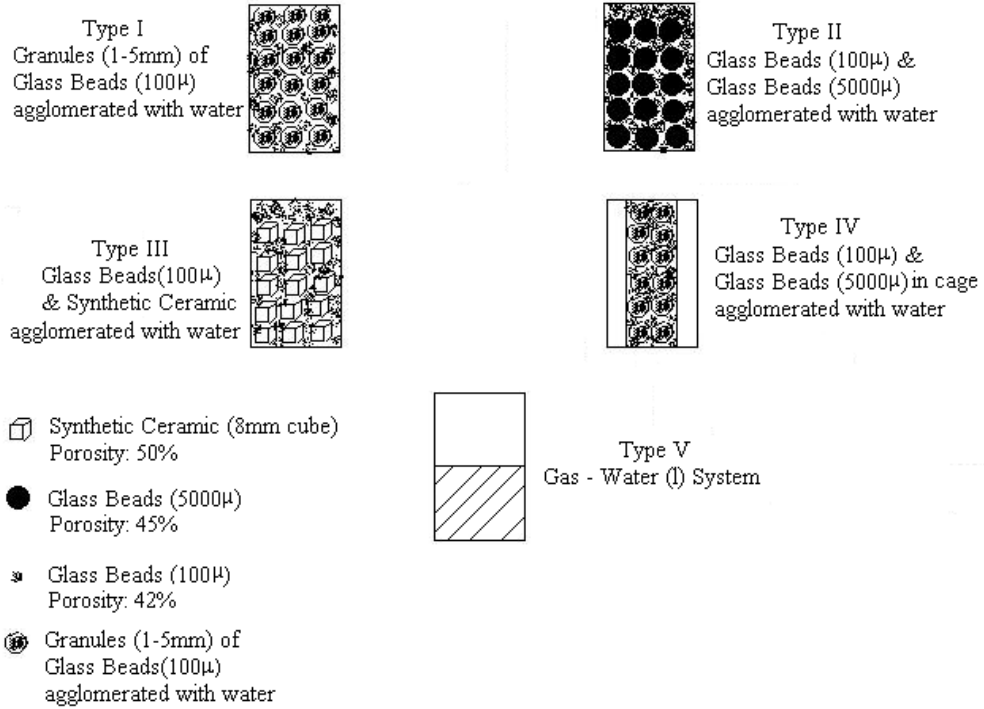 Type I
Granules (1-5mm) of
Glass Beads (100μ)
agglomerated with water
Type II
Glass Beads (100μ) &
Glass Beads (5000μ)
agglomerated with water
Type III
Glass Beads(100μ)
& Synthetic Ceramic
agglomerated with water
Type IV
Glass Beads (100μ) &
Glass Beads (5000μ) in cage
agglomerated with water
Synthetic Ceramic (8mm cube)
Porosity: 50%
Glass Beads (5000μ)
Porosity: 45%
Glass Beads (100μ)
Porosity: 42%
Granules (1-5mm) of
Glass Beads(100μ)
agglomerated with water
Type V
Gas - Water (l) System